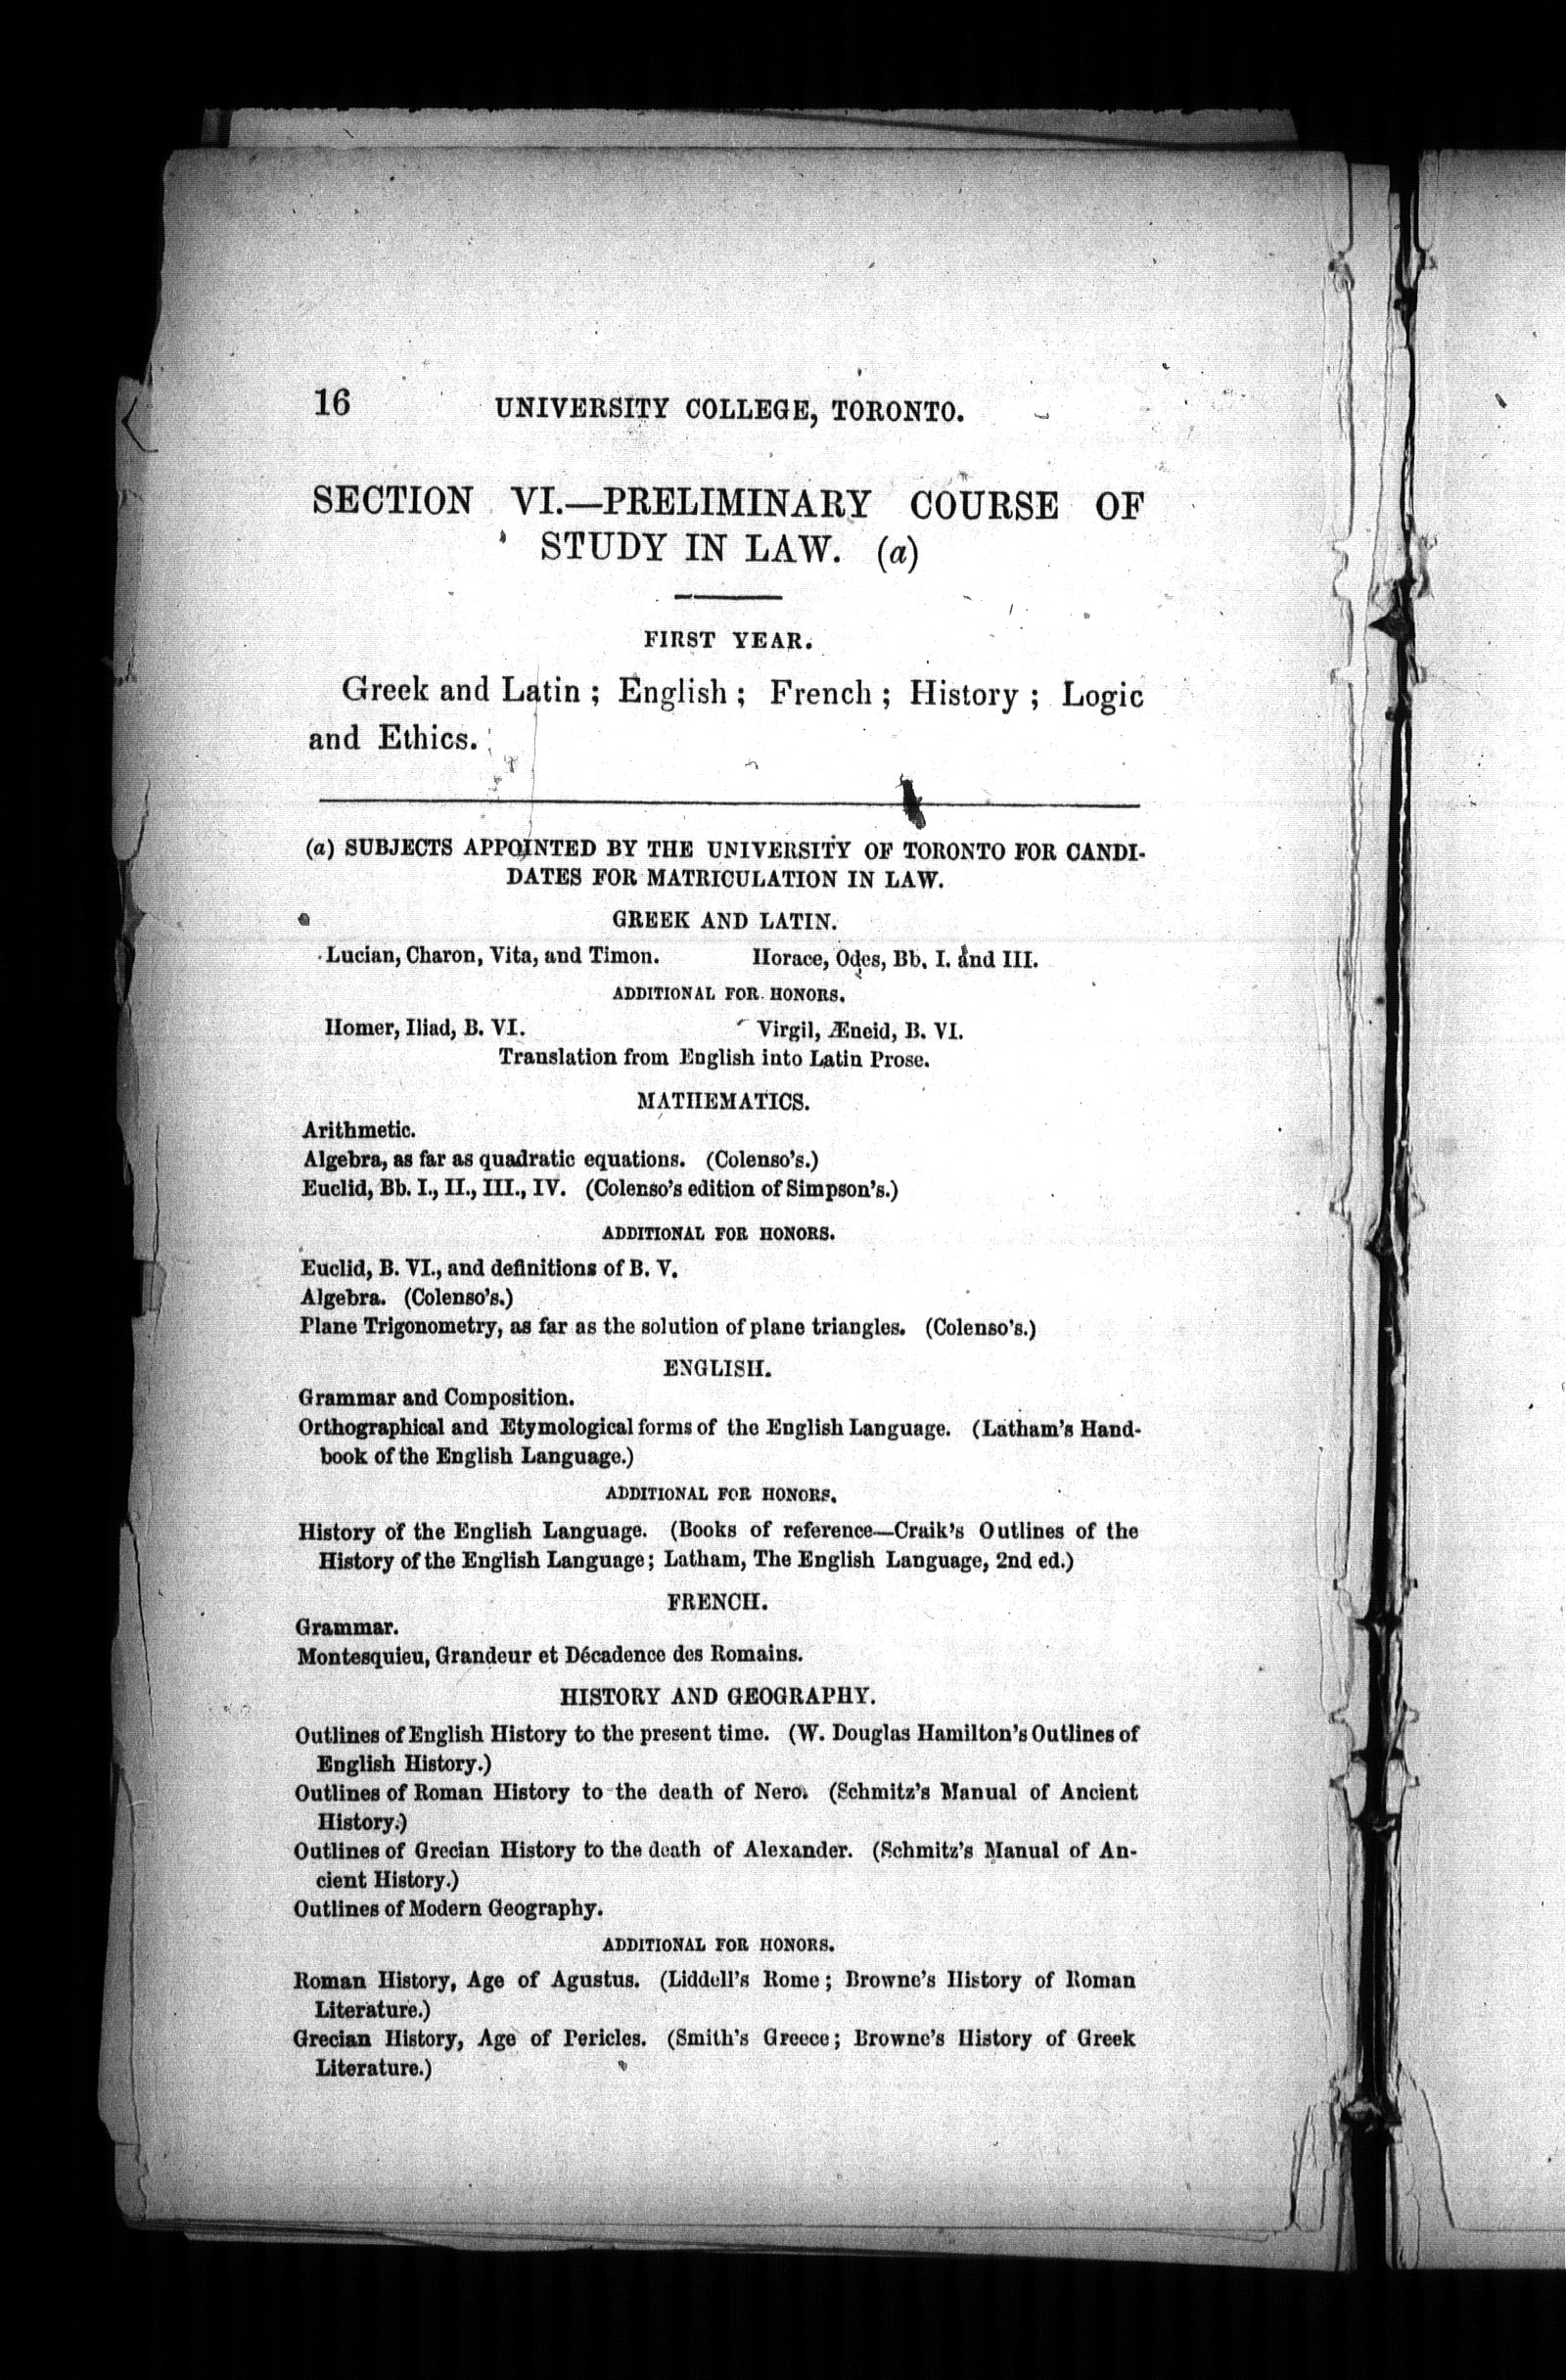 16 UNIVERSITY COLLEGE, TORONTO.
SECTION VI.—PRELIMINARY COURSE OF
STUDY IN LAW. (a)
FIRST YEAR.
Greek and Latin ; English ; French ; History ; Logic
and Ethics.
(a) SUBJECTS APPOINTED BY THE UNIVERSITY OF TORONTO FOR CANDI-
DATES FOR MATRICULATION IN LAW.
GREEK AND LATIN.
Lucian, Charon, Vita, and Timon. Horace, Odes, Bb. I. and III.
ADDITIONAL FOR HONORS.
Homer, Iliad, B. VI. Virgil, Æneid, B. VI.
Translation from English into Latin Prose.
MATHEMATICS.
Arithmetic.
Algebra, as far as quadratic equations. (Colenso's.)
Euclid, Bb. I., II., III., IV. (Colenso's edition of Simpson's.)
ADDITIONAL FOR HONORS.
Euclid, B. VI., and definitions of B. V.
Algebra. (Colenso's.)
Plane Trigonometry, as far as the solution of plane triangles. (Colenso's.)
ENGLISH.
Grammar and Composition.
Orthographical and Etymological forms of the English Language. (Latham's Hand-
book of the English Language.)
ADDITIONAL FOR HONORS.
History of the English Language. (Books of reference—Craik's Outlines of the
History of the English Language; Latham, The English Language, 2nd ed.)
FRENCH.
Grammar.
Montesquieu, Grandeur et Décadence des Romains.
HISTORY AND GEOGRAPHY.
Outlines of English History to the present time. (W. Douglas Hamilton's Outlines of
English History.)
Outlines of Roman History to the death of Nero. (Schmitz's Manual of Ancient
History.)
Outlines of Grecian History to the death of Alexander. (Schmitz's Manual of An-
cient History.)
Outlines of Modern Geography.
ADDITIONAL FOR HONORS.
Roman History, Age of Agustus. (Liddell's Rome; Browne's History of Roman
Literature.)
Grecian History, Age of Pericles. (Smith's Greece; Browne's History of Greek
Literature.)